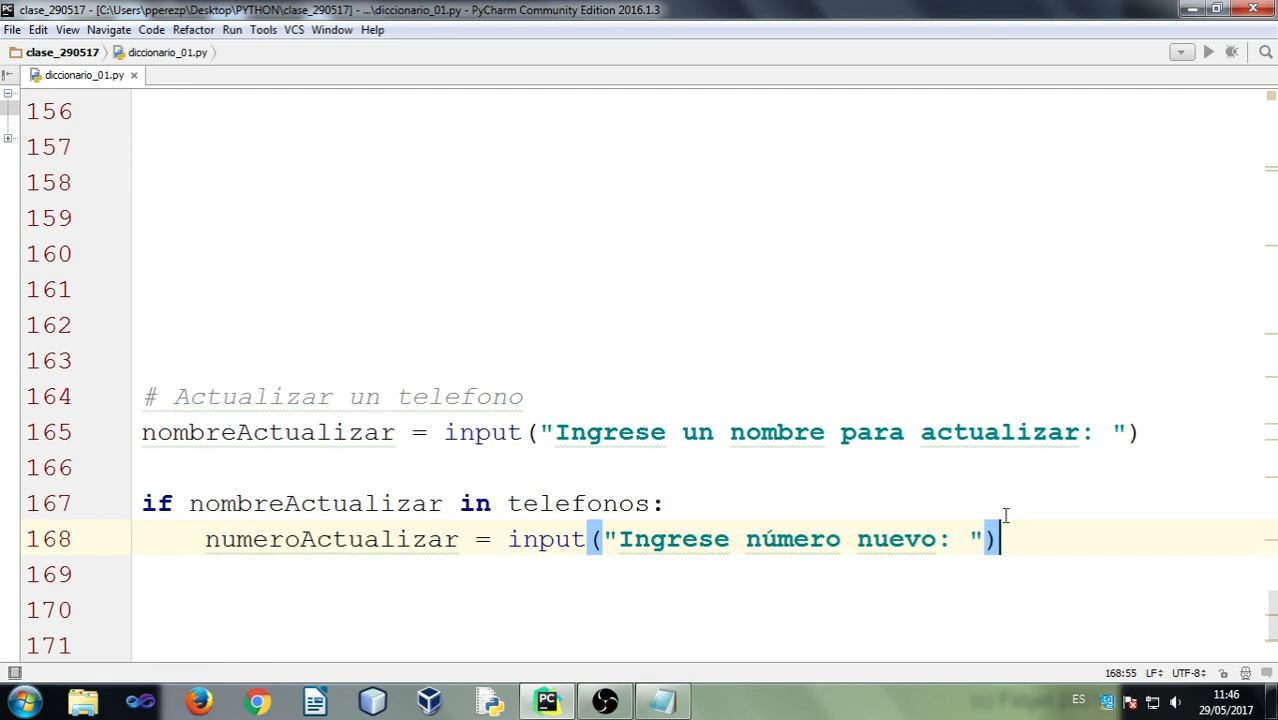 PC clase_290517 - [C:\Users\pperezp\Desktop\PYTHON\clase_290517] - ...\diccionario_01.py - PyCharm Community Edition 2016.1.3
File Edit View Navigate Code Refactor Run Tools VCS Window Help
clase_290517 diccionario_01.py
diccionario_01.py
156
157
158
159
160
161
162
163
164 # Actualizar un telefono
165 nombreActualizar = input("Ingrese un nombre para actualizar: ")
166
167 if nombreActualizar in telefonos:
168 numeroActualizar = input("Ingrese número nuevo: ")
169
170
171
168:55 LF UTF-8
PC ES 11:46
29/05/2017